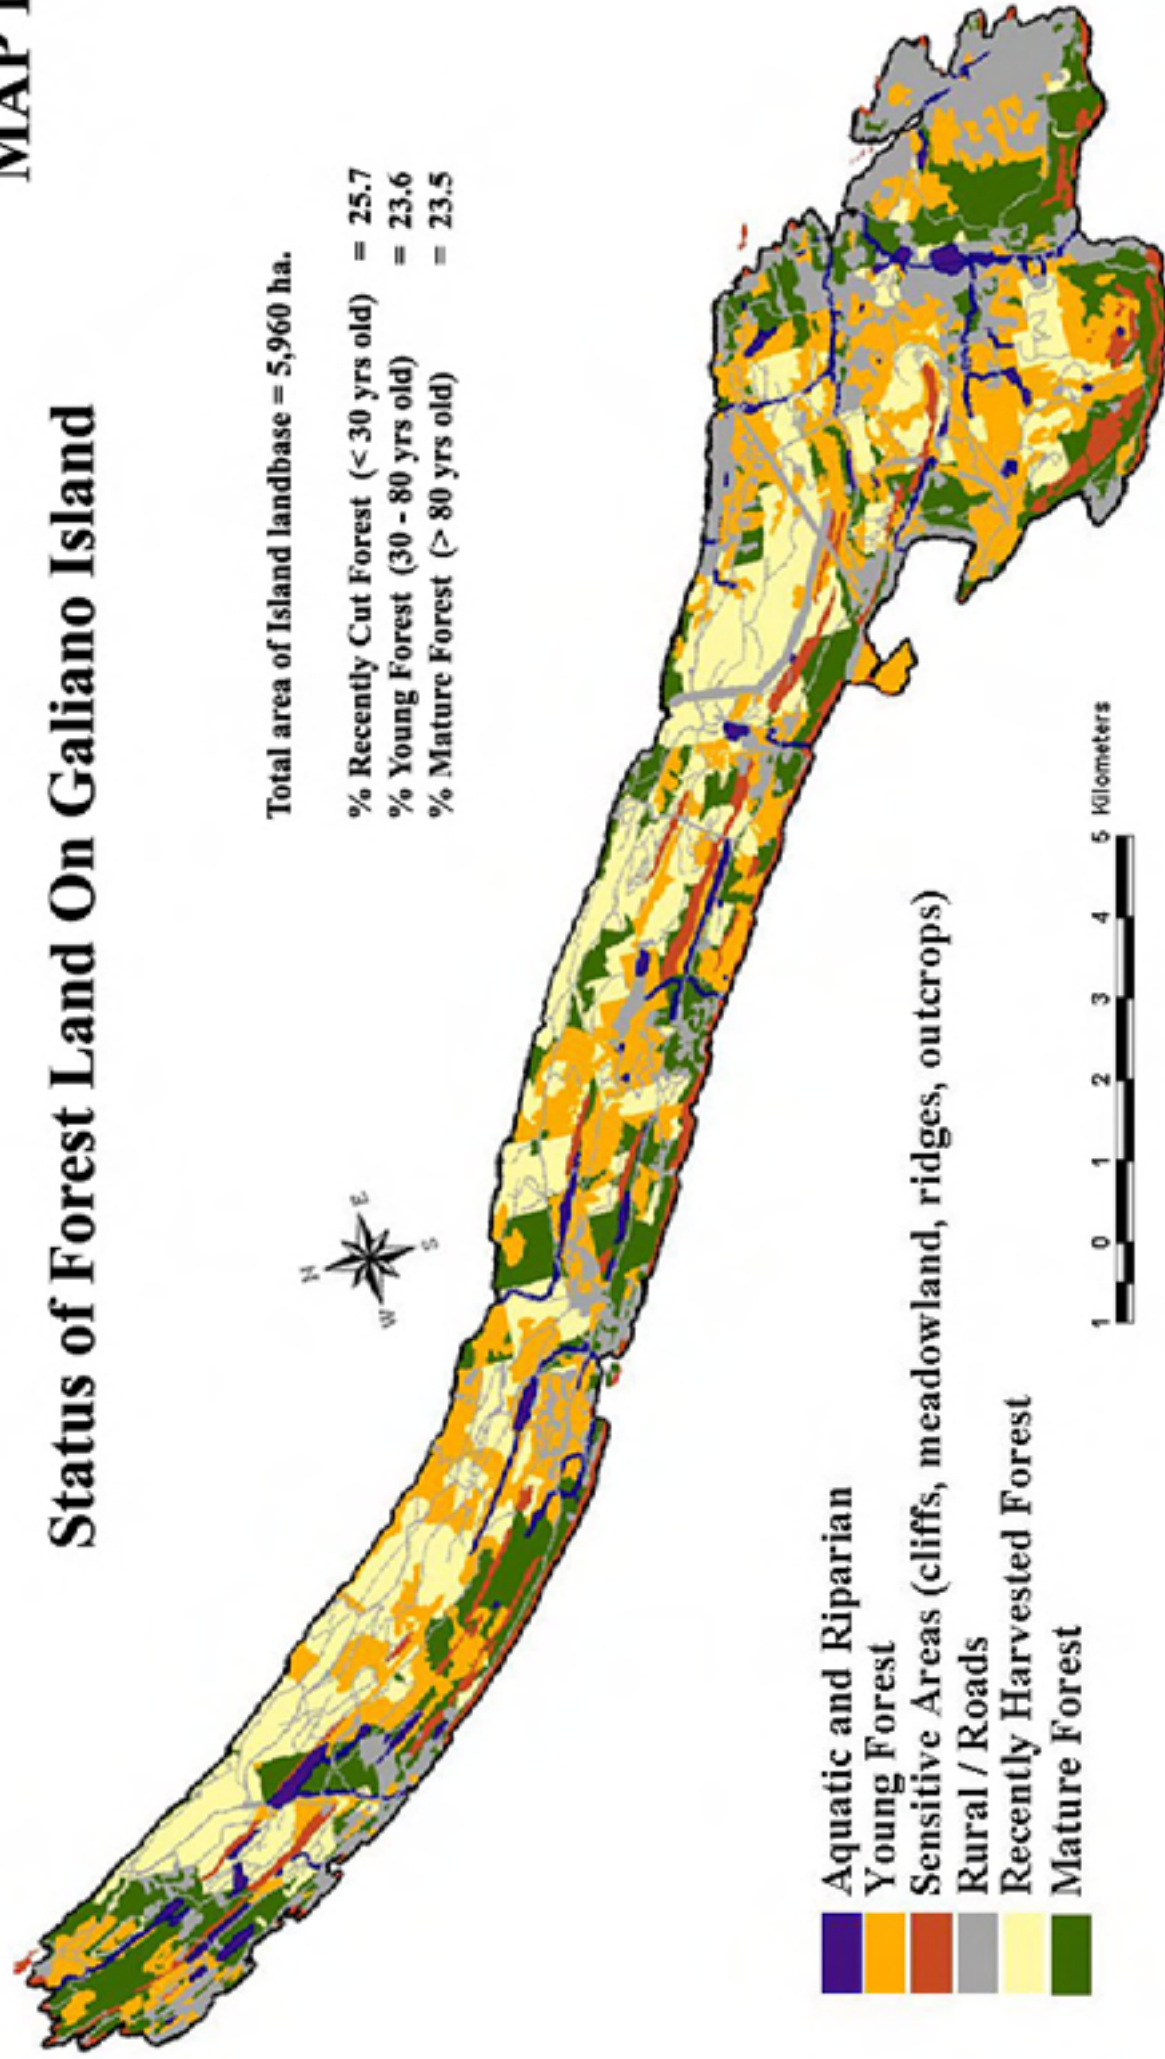 Status of Forest Land On Galiano Island
Total area of Island landbase = 5,960 ha.
% Recently Cut Forest (< 30 yrs old) = 25.7
% Young Forest (30 - 80 yrs old) = 23.6
% Mature Forest (> 80 yrs old) = 23.5
N
E
S
W
Aquatic and Riparian
Young Forest
Sensitive Areas (cliffs, meadowland, ridges, outcrops)
Rural / Roads
Recently Harvested Forest
Mature Forest
1 0 1 2 3 4 5 Kilometers
MAP